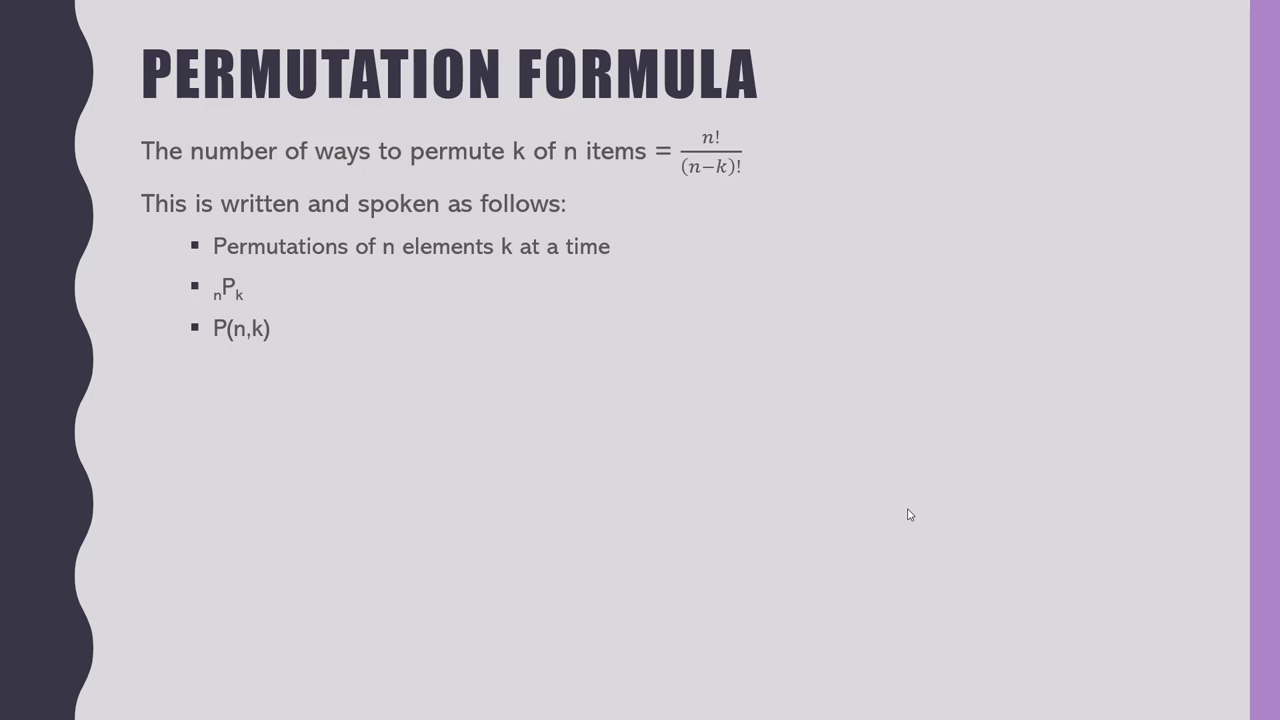 PERMUTATION FORMULA
The number of ways to permute k of n items = n!/(n−k)!
This is written and spoken as follows:
▪ Permutations of n elements k at a time
▪ ₙPₖ
▪ P(n,k)